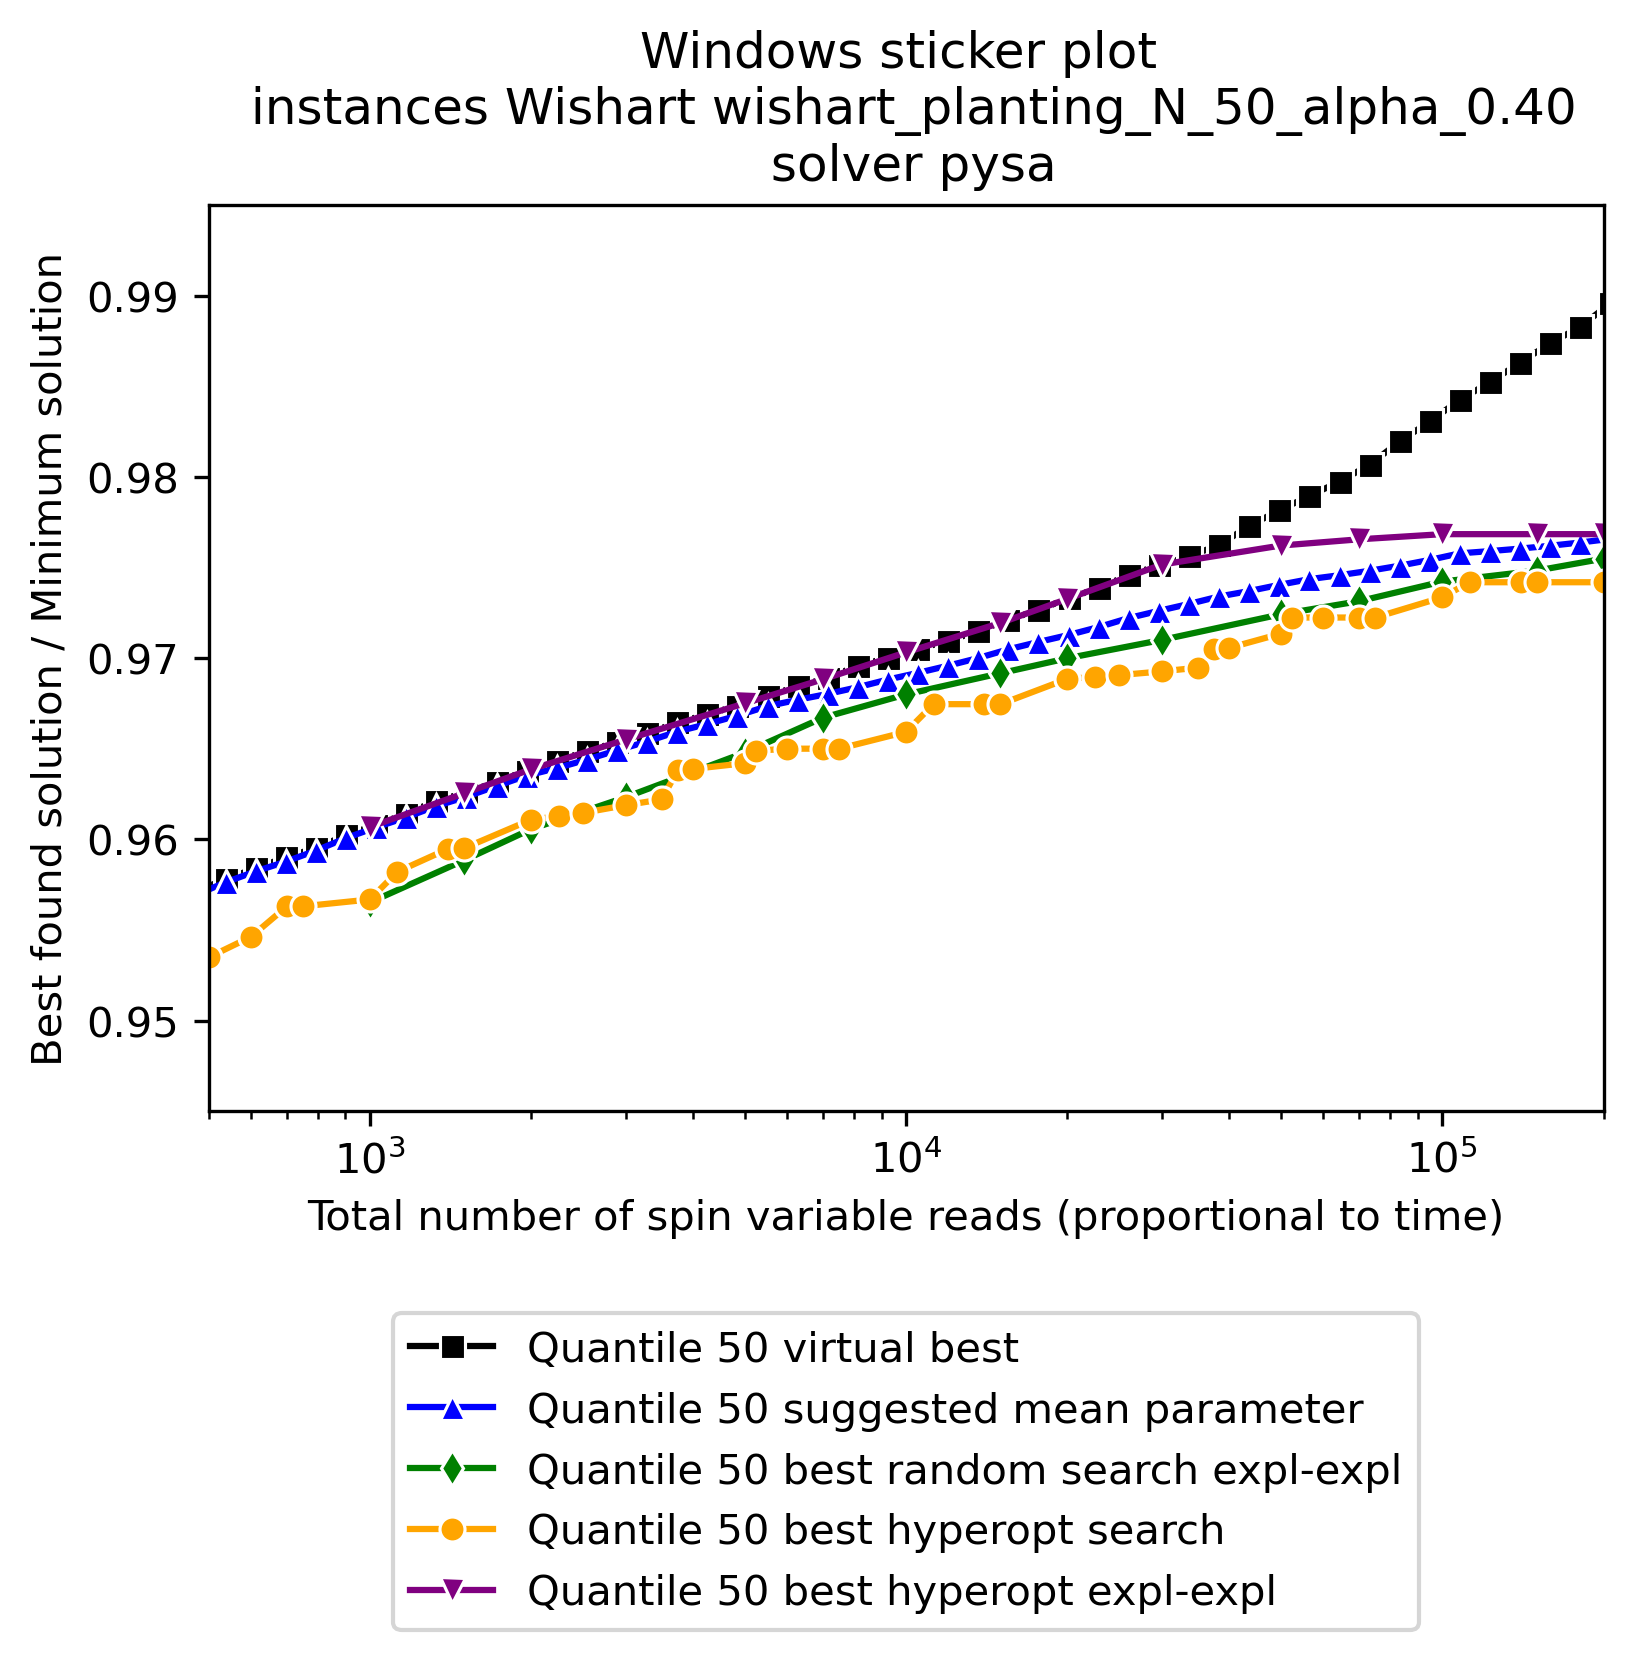 Windows sticker plot
instances Wishart wishart_planting_N_50_alpha_0.40
solver pysa
Best found solution / Minimum solution
0.99
0.98
0.97
0.96
0.95
10³
10⁴
10⁵
Total number of spin variable reads (proportional to time)
Quantile 50 virtual best
Quantile 50 suggested mean parameter
Quantile 50 best random search expl-expl
Quantile 50 best hyperopt search
Quantile 50 best hyperopt expl-expl